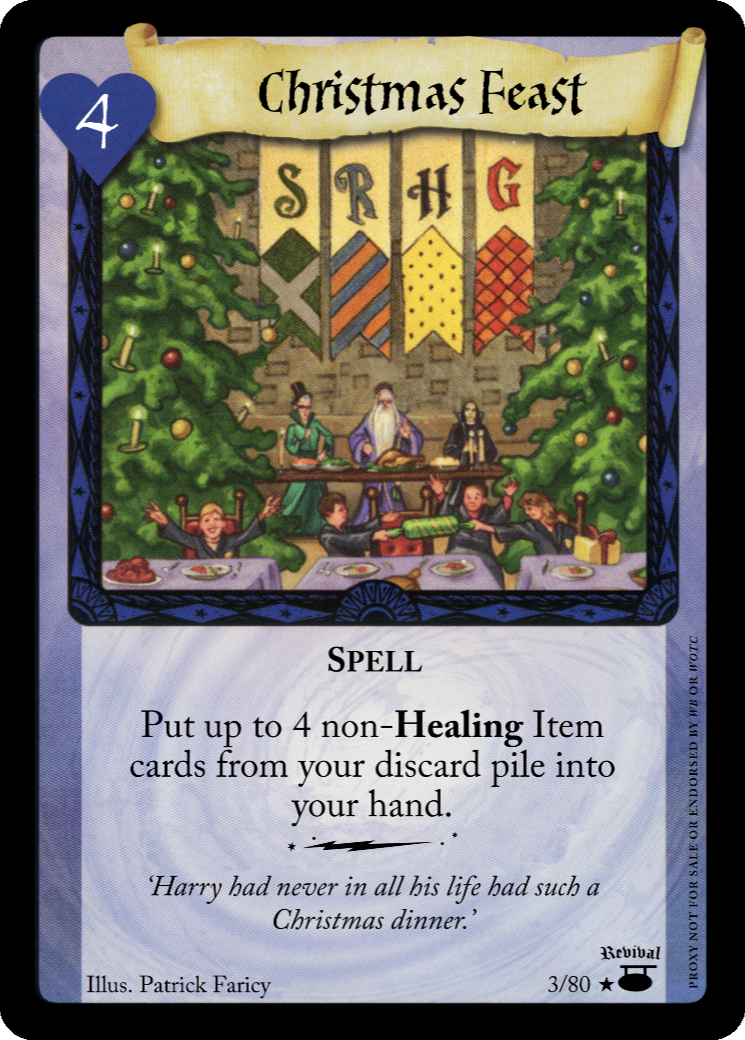 4
Christmas Feast
S R H G
SPELL
Put up to 4 non-Healing Item
cards from your discard pile into
your hand.
‘Harry had never in all his life had such a
Christmas dinner.’
Revival
Illus. Patrick Faricy
3/80 ★
PROXY NOT FOR SALE OR ENDORSED BY WB OR WOTC